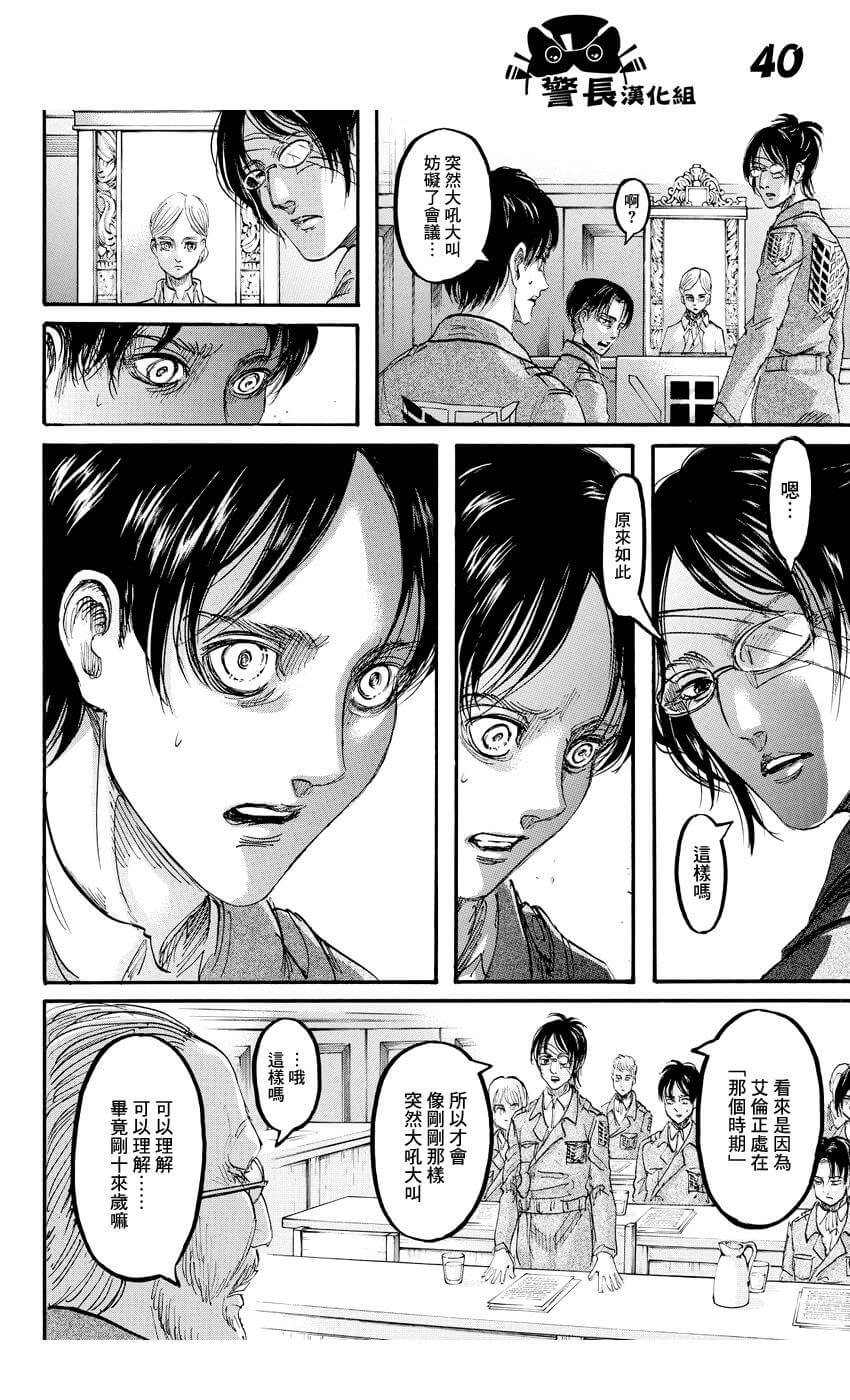 警長漢化組
40
啊?
突然大吼大叫
妨礙了會議…
嗯…
這樣嗎
原來如此
看來是因為
艾倫正處在
「那個時期」
所以才會
像剛剛那樣
突然大吼大叫
…哦
這樣嗎
可以理解
可以理解……
畢竟剛十來歲嘛